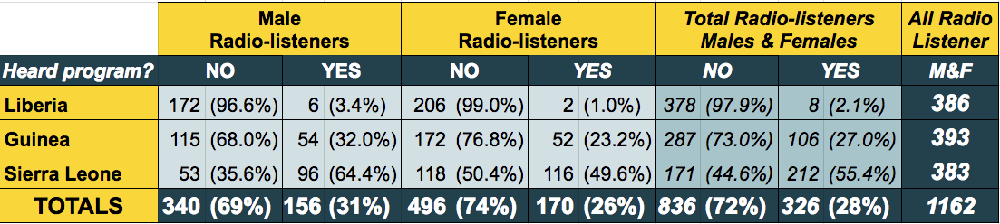 Male Radio-listeners Female Radio-listeners Total Radio-listeners Males & Females All Radio Listener
Heard program? NO YES NO YES NO YES M&F
Liberia 172 (96.6%) 6 (3.4%) 206 (99.0%) 2 (1.0%) 378 (97.9%) 8 (2.1%) 386
Guinea 115 (68.0%) 54 (32.0%) 172 (76.8%) 52 (23.2%) 287 (73.0%) 106 (27.0%) 393
Sierra Leone 53 (35.6%) 96 (64.4%) 118 (50.4%) 116 (49.6%) 171 (44.6%) 212 (55.4%) 383
TOTALS 340 (69%) 156 (31%) 496 (74%) 170 (26%) 836 (72%) 326 (28%) 1162